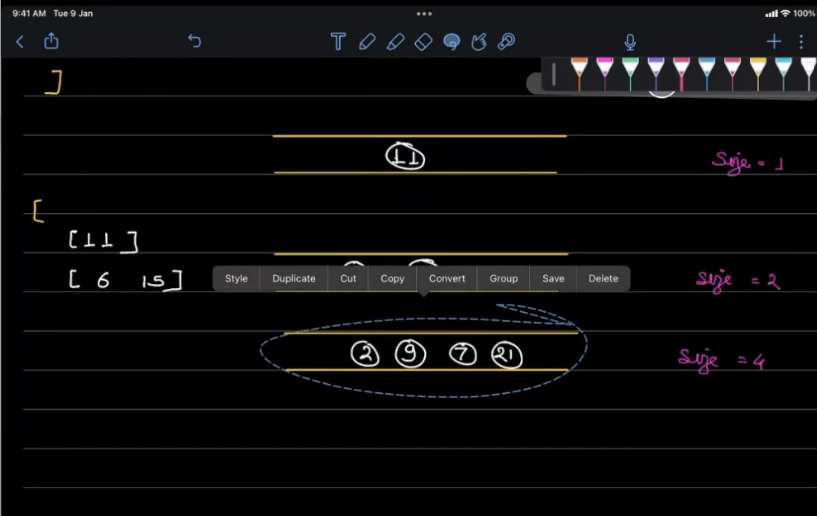 9:41 AM Tue 9 Jan
100%
T
]
11
Size = 1
[
[11]
[ 6 15]
Style Duplicate Cut Copy Convert Group Save Delete
Size = 2
2 9 7 21
Size = 4